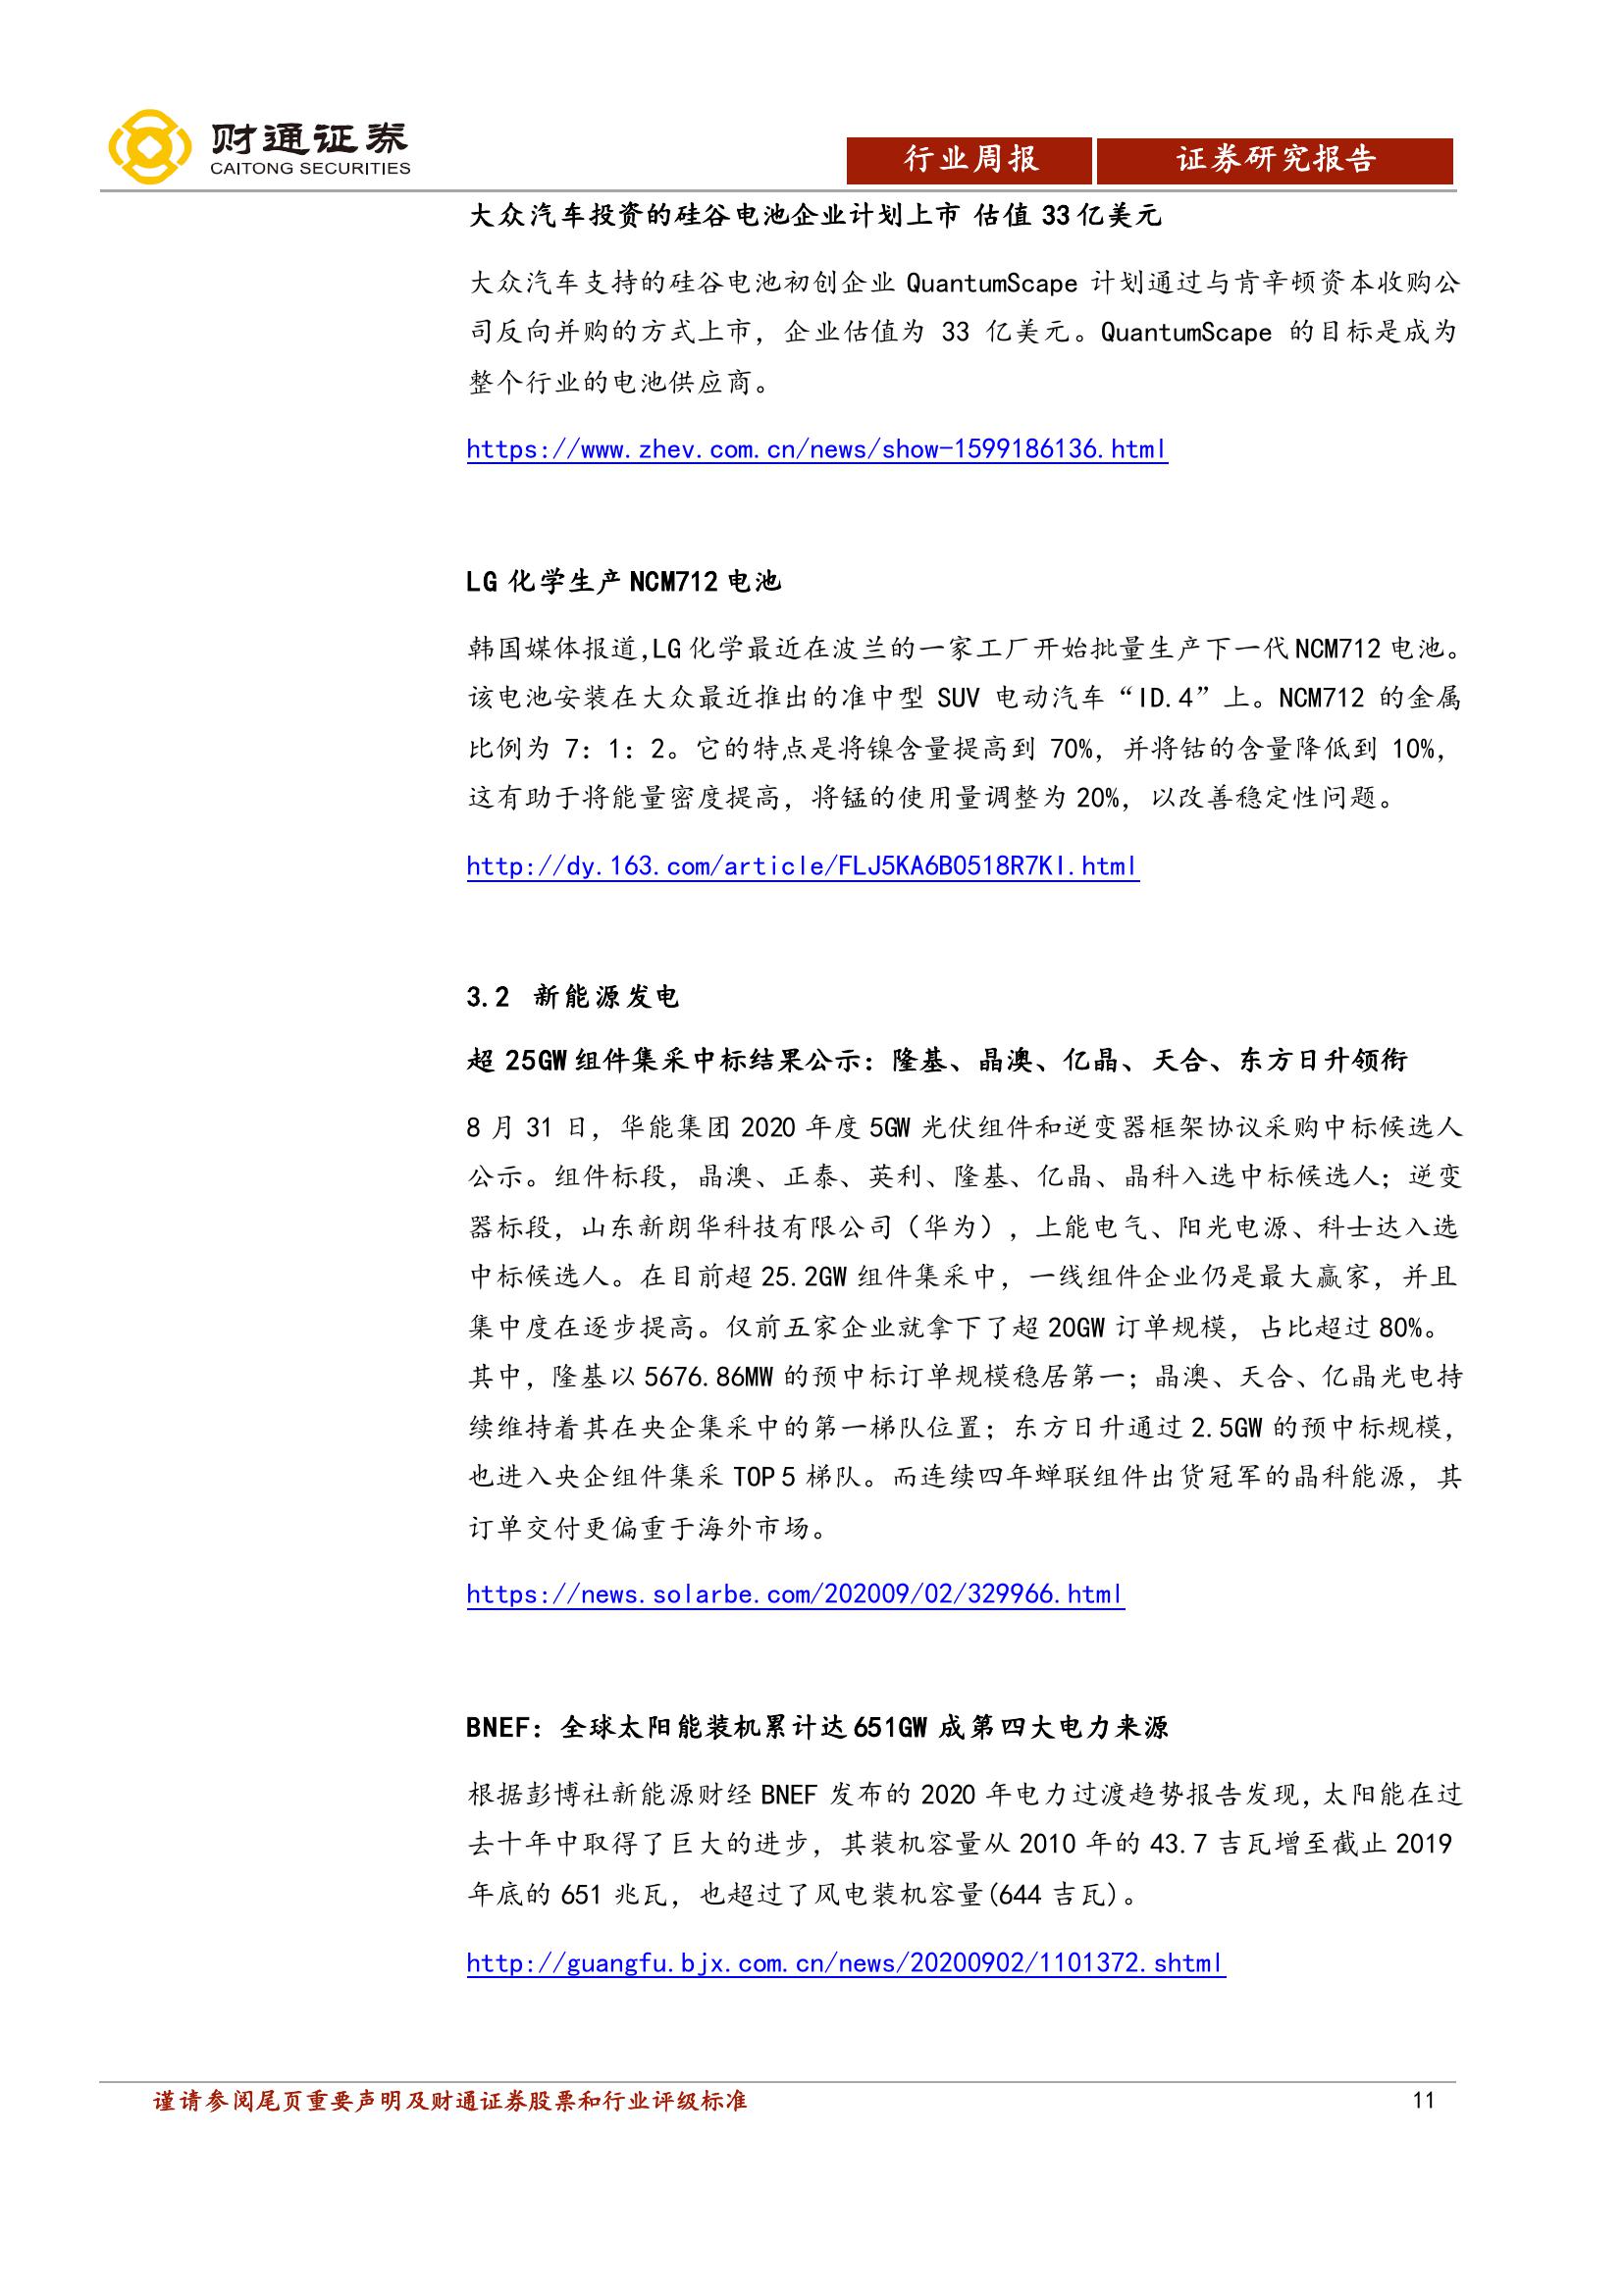 财通证券
CAITONG SECURITIES
行业周报
证券研究报告
大众汽车投资的硅谷电池企业计划上市 估值 33 亿美元
大众汽车支持的硅谷电池初创企业 QuantumScape 计划通过与肯辛顿资本收购公
司反向并购的方式上市，企业估值为 33 亿美元。QuantumScape 的目标是成为
整个行业的电池供应商。
https://www.zhev.com.cn/news/show-1599186136.html
LG 化学生产 NCM712 电池
韩国媒体报道,LG 化学最近在波兰的一家工厂开始批量生产下一代 NCM712 电池。
该电池安装在大众最近推出的准中型 SUV 电动汽车“ID.4”上。NCM712 的金属
比例为 7：1：2。它的特点是将镍含量提高到 70%，并将钴的含量降低到 10%，
这有助于将能量密度提高，将锰的使用量调整为 20%，以改善稳定性问题。
http://dy.163.com/article/FLJ5KA6B0518R7KI.html
3.2 新能源发电
超 25GW 组件集采中标结果公示：隆基、晶澳、亿晶、天合、东方日升领衔
8 月 31 日，华能集团 2020 年度 5GW 光伏组件和逆变器框架协议采购中标候选人
公示。组件标段，晶澳、正泰、英利、隆基、亿晶、晶科入选中标候选人；逆变
器标段，山东新朗华科技有限公司（华为），上能电气、阳光电源、科士达入选
中标候选人。在目前超 25.2GW 组件集采中，一线组件企业仍是最大赢家，并且
集中度在逐步提高。仅前五家企业就拿下了超 20GW 订单规模，占比超过 80%。
其中，隆基以 5676.86MW 的预中标订单规模稳居第一；晶澳、天合、亿晶光电持
续维持着其在央企集采中的第一梯队位置；东方日升通过 2.5GW 的预中标规模，
也进入央企组件集采 TOP5 梯队。而连续四年蝉联组件出货冠军的晶科能源，其
订单交付更偏重于海外市场。
https://news.solarbe.com/202009/02/329966.html
BNEF：全球太阳能装机累计达 651GW 成第四大电力来源
根据彭博社新能源财经 BNEF 发布的 2020 年电力过渡趋势报告发现,太阳能在过
去十年中取得了巨大的进步，其装机容量从 2010 年的 43.7 吉瓦增至截止 2019
年底的 651 兆瓦，也超过了风电装机容量(644 吉瓦)。
http://guangfu.bjx.com.cn/news/20200902/1101372.shtml
谨请参阅尾页重要声明及财通证券股票和行业评级标准
11